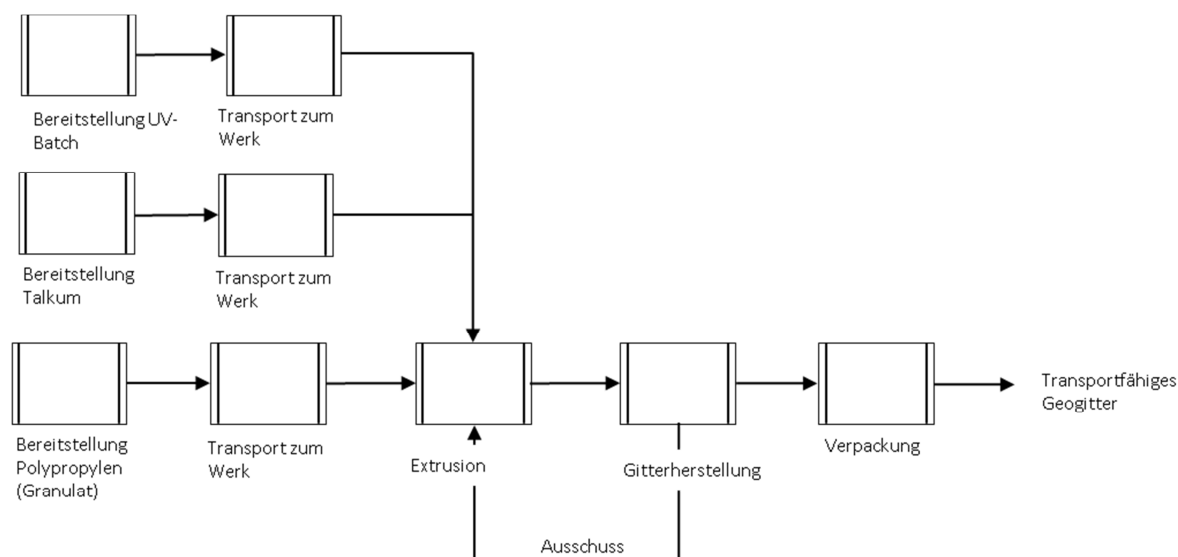 Bereitstellung UV-
Batch
Transport zum
Werk
Bereitstellung
Talkum
Transport zum
Werk
Bereitstellung
Polypropylen
(Granulat)
Transport zum
Werk
Extrusion
Gitterherstellung
Verpackung
Transportfähiges
Geogitter
Ausschuss